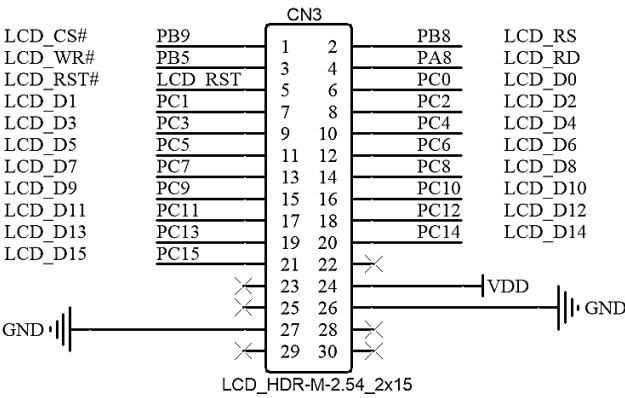 CN3
LCD_CS# PB9 1 2 PB8 LCD_RS
LCD_WR# PB5 3 4 PA8 LCD_RD
LCD_RST# LCD_RST 5 6 PC0 LCD_D0
LCD_D1 PC1 7 8 PC2 LCD_D2
LCD_D3 PC3 9 10 PC4 LCD_D4
LCD_D5 PC5 11 12 PC6 LCD_D6
LCD_D7 PC7 13 14 PC8 LCD_D8
LCD_D9 PC9 15 16 PC10 LCD_D10
LCD_D11 PC11 17 18 PC12 LCD_D12
LCD_D13 PC13 19 20 PC14 LCD_D14
LCD_D15 PC15 21 22
23 24 VDD
25 26 GND
GND 27 28
29 30
LCD_HDR-M-2.54_2x15